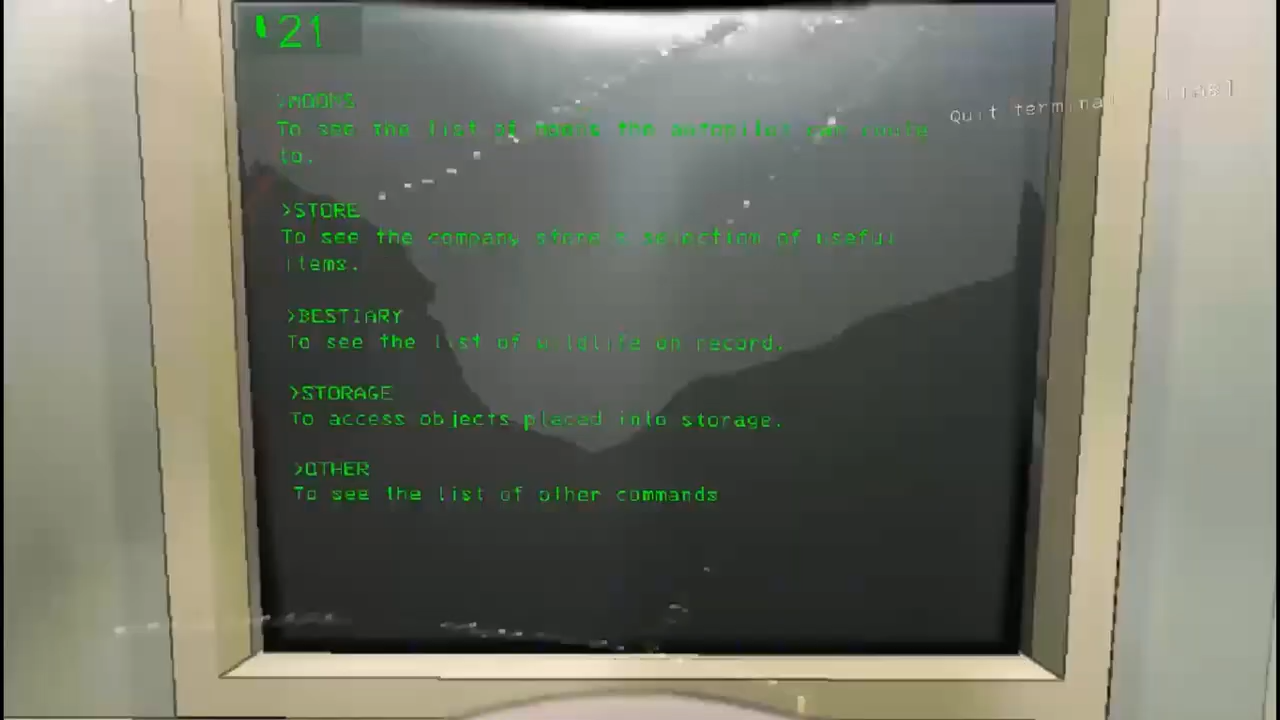 ▮21
>MOONS
To see the list of moons the autopilot can route
to.
>STORE
To see the company store's selection of useful
items.
>BESTIARY
To see the list of wildlife on record.
>STORAGE
To access objects placed into storage.
>OTHER
To see the list of other commands
Quit terminal